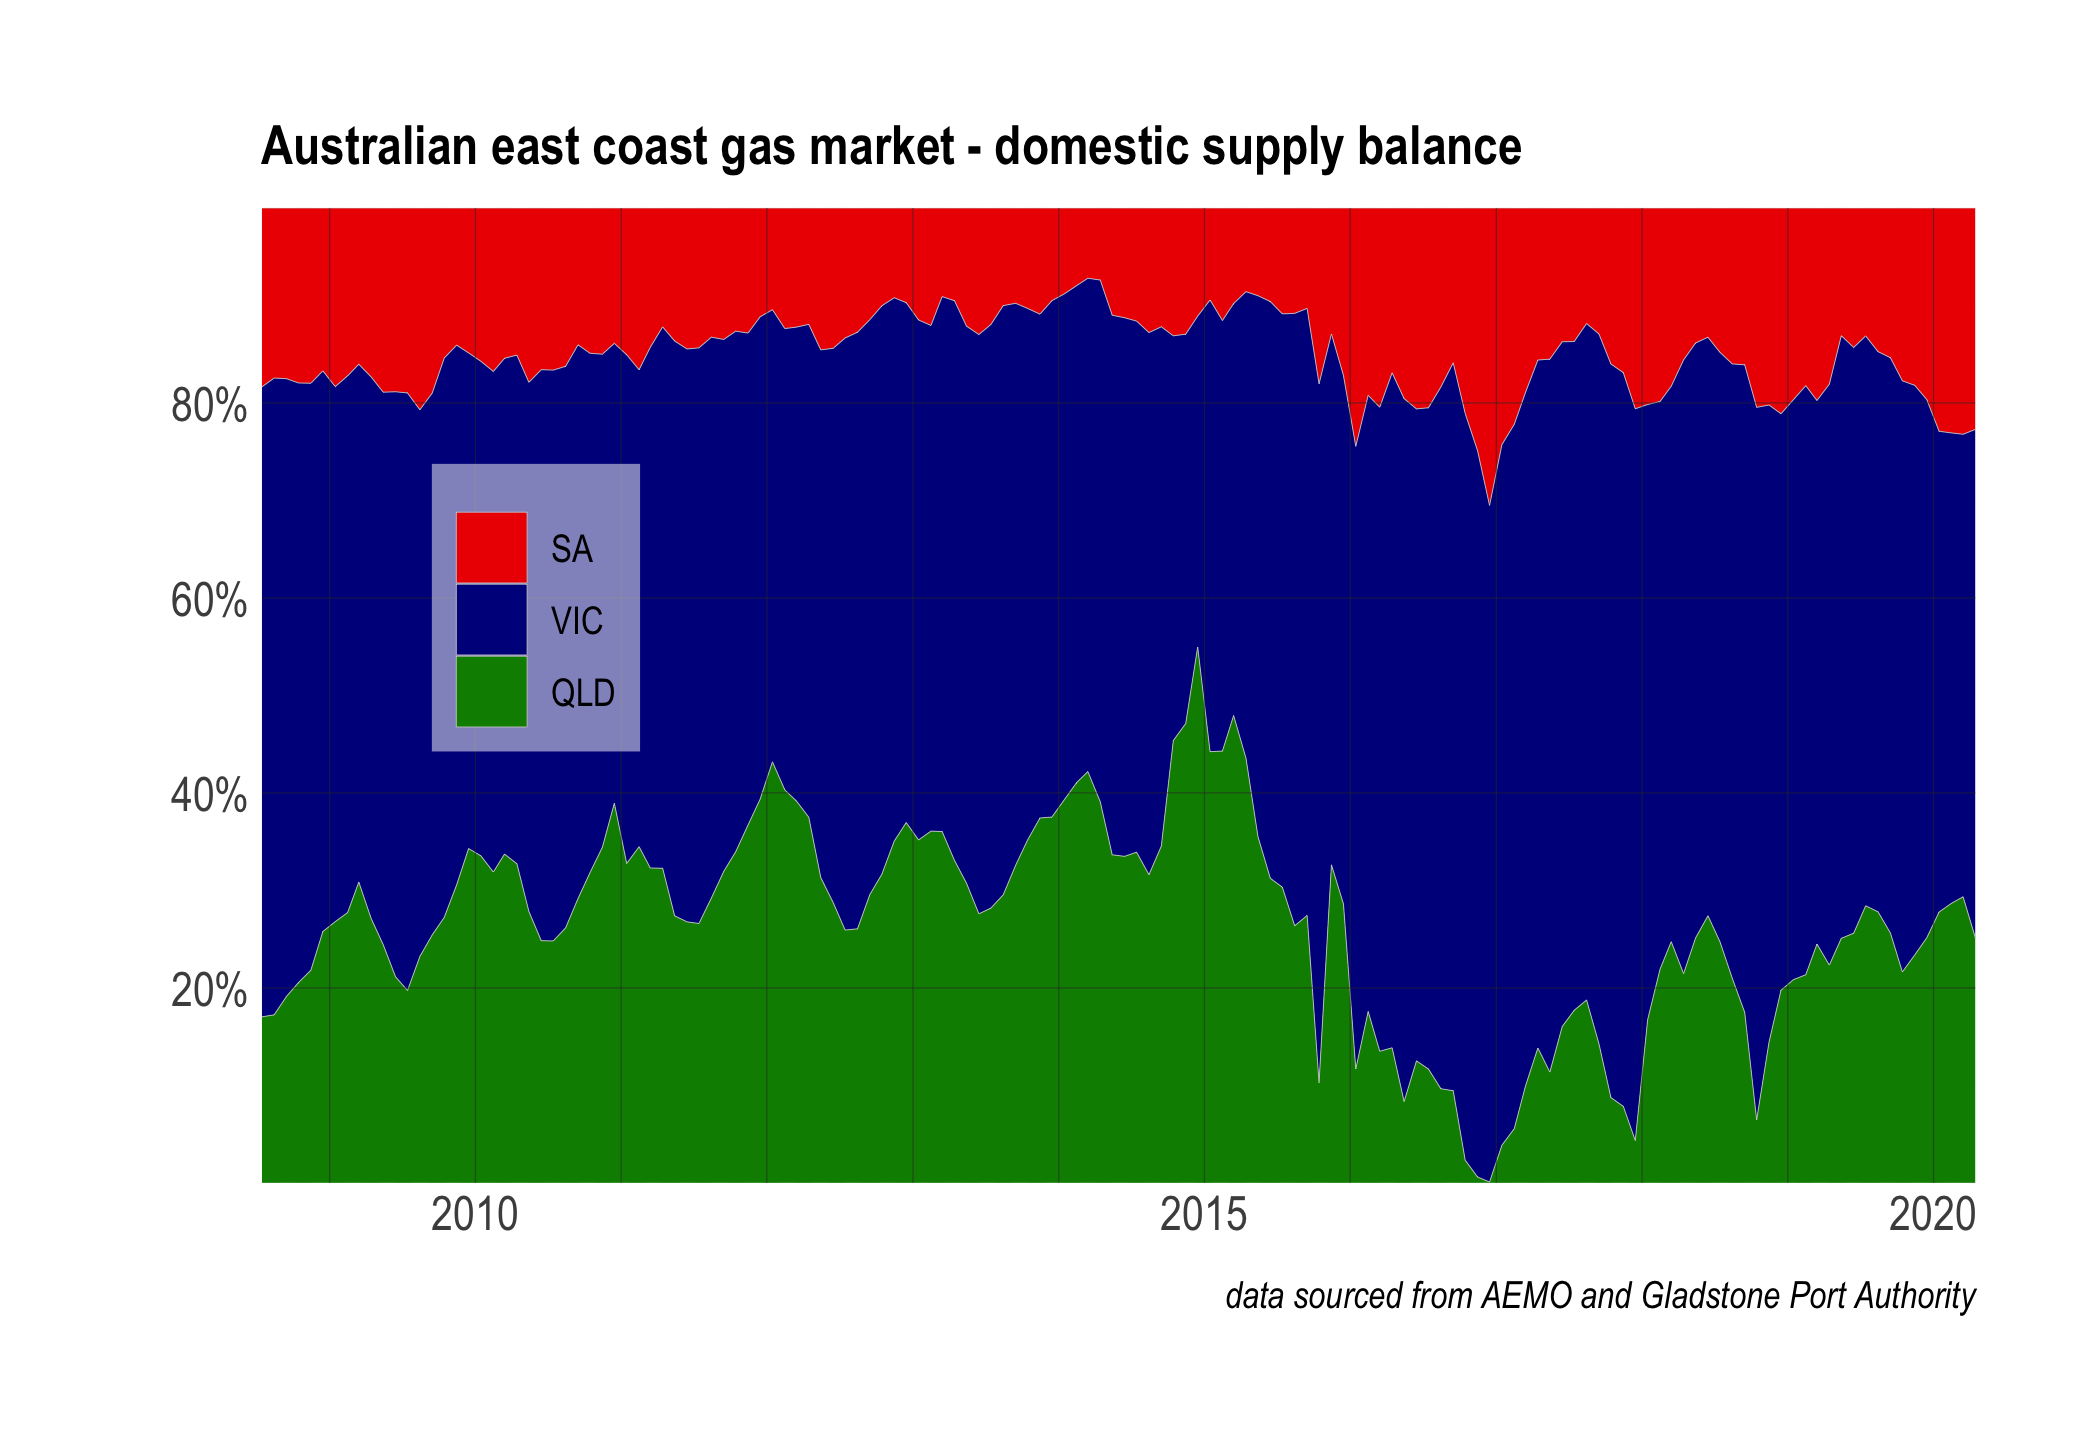 Australian east coast gas market - domestic supply balance
80%
60%
40%
20%
SA
VIC
QLD
2010 2015 2020
data sourced from AEMO and Gladstone Port Authority